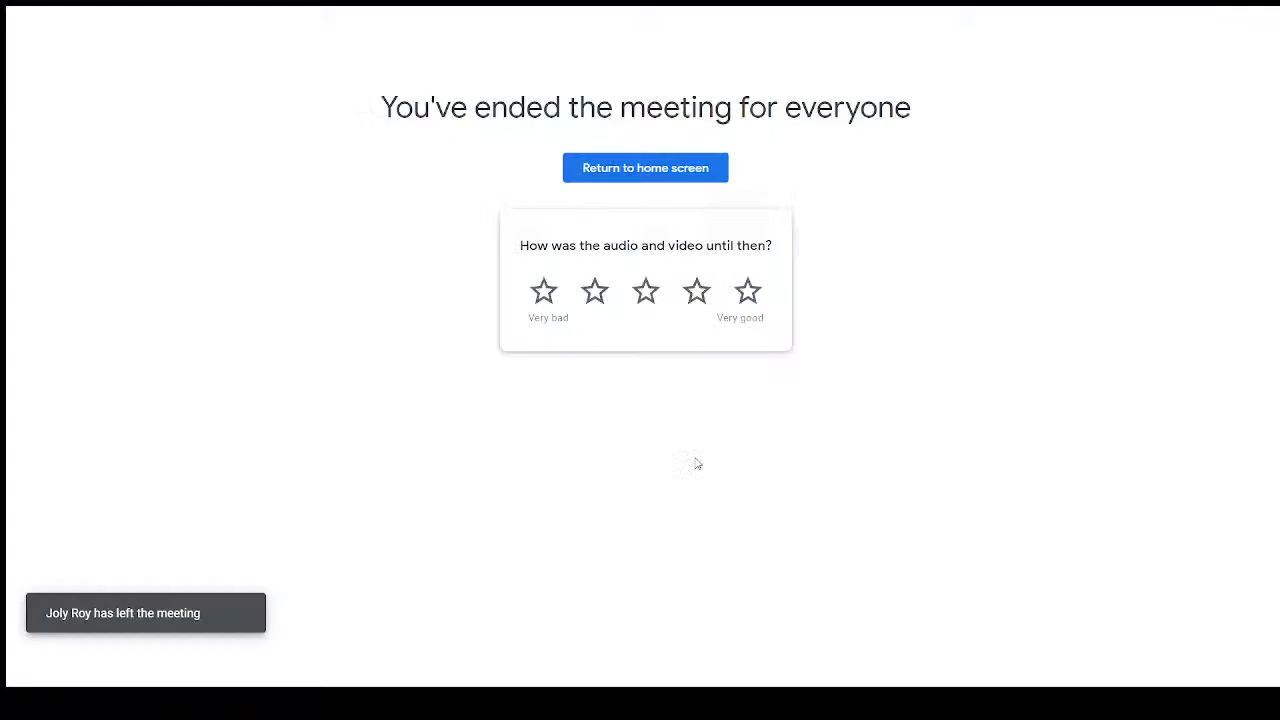 You've ended the meeting for everyone
Return to home screen
How was the audio and video until then?
Very bad
Very good
Joly Roy has left the meeting